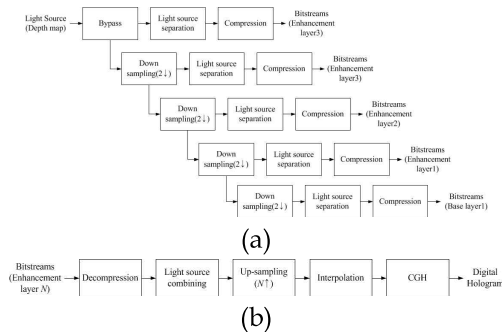 Light Source
(Depth map)
Bypass
Light source
separation
Compression
Bitstreams
(Enhancement
layer3)
Down
sampling(2↓)
Light source
separation
Compression
Bitstreams
(Enhancement
layer3)
Down
sampling(2↓)
Light source
separation
Compression
Bitstreams
(Enhancement
layer2)
Down
sampling(2↓)
Light source
separation
Compression
Bitstreams
(Enhancement
layer1)
Down
sampling(2↓)
Light source
separation
Compression
Bitstreams
(Base layer1)
(a)
Bitstreams
(Enhancement
layer N)
Decompression
Light source
combining
Up-sampling
(N↑)
Interpolation
CGH
Digital
Hologram
(b)